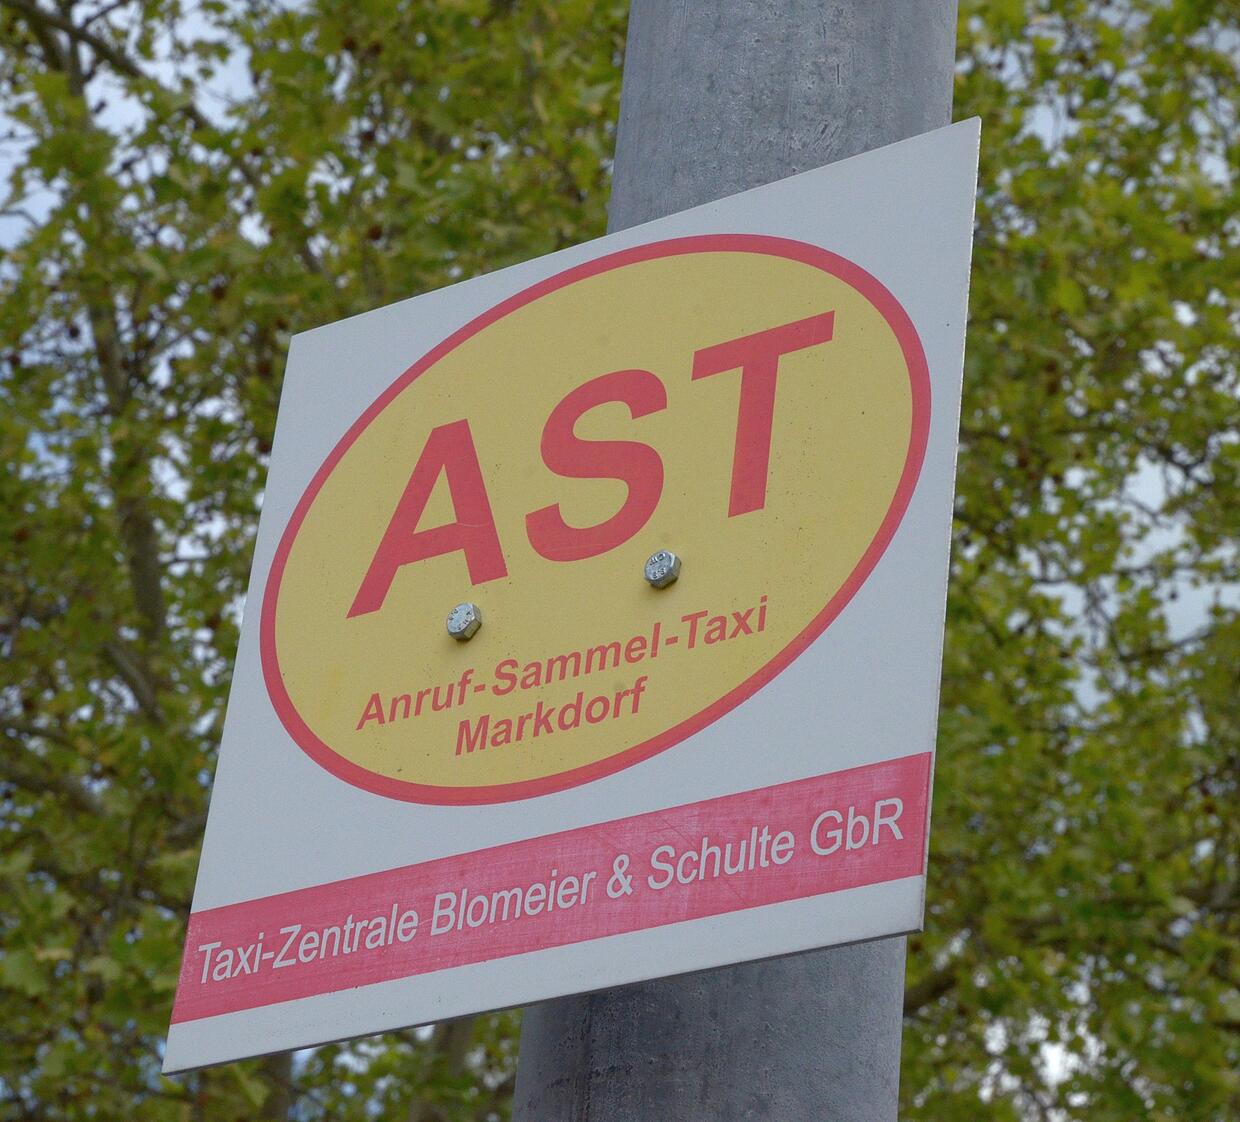 AST
Anruf-Sammel-Taxi
Markdorf
Taxi-Zentrale Blomeier & Schulte GbR